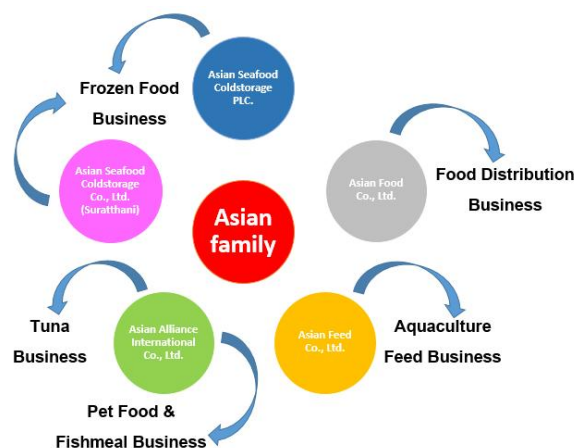 Asian Seafood
Coldstorage
PLC.
Frozen Food
Business
Asian Seafood
Coldstorage
Co., Ltd.
(Suratthani)
Asian Food
Co., Ltd.
Food Distribution
Business
Asian
family
Tuna
Business
Asian Alliance
International
Co., Ltd.
Asian Feed
Co., Ltd.
Aquaculture
Feed Business
Pet Food &
Fishmeal Business